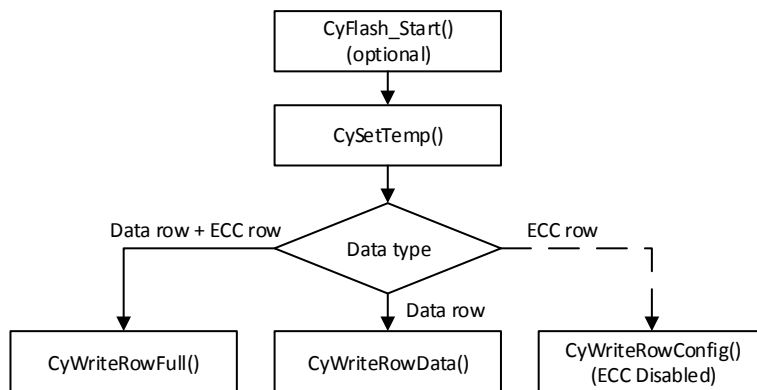 CyFlash_Start()
(optional)
CySetTemp()
Data row + ECC row
Data type
ECC row
Data row
CyWriteRowFull()
CyWriteRowData()
CyWriteRowConfig()
(ECC Disabled)